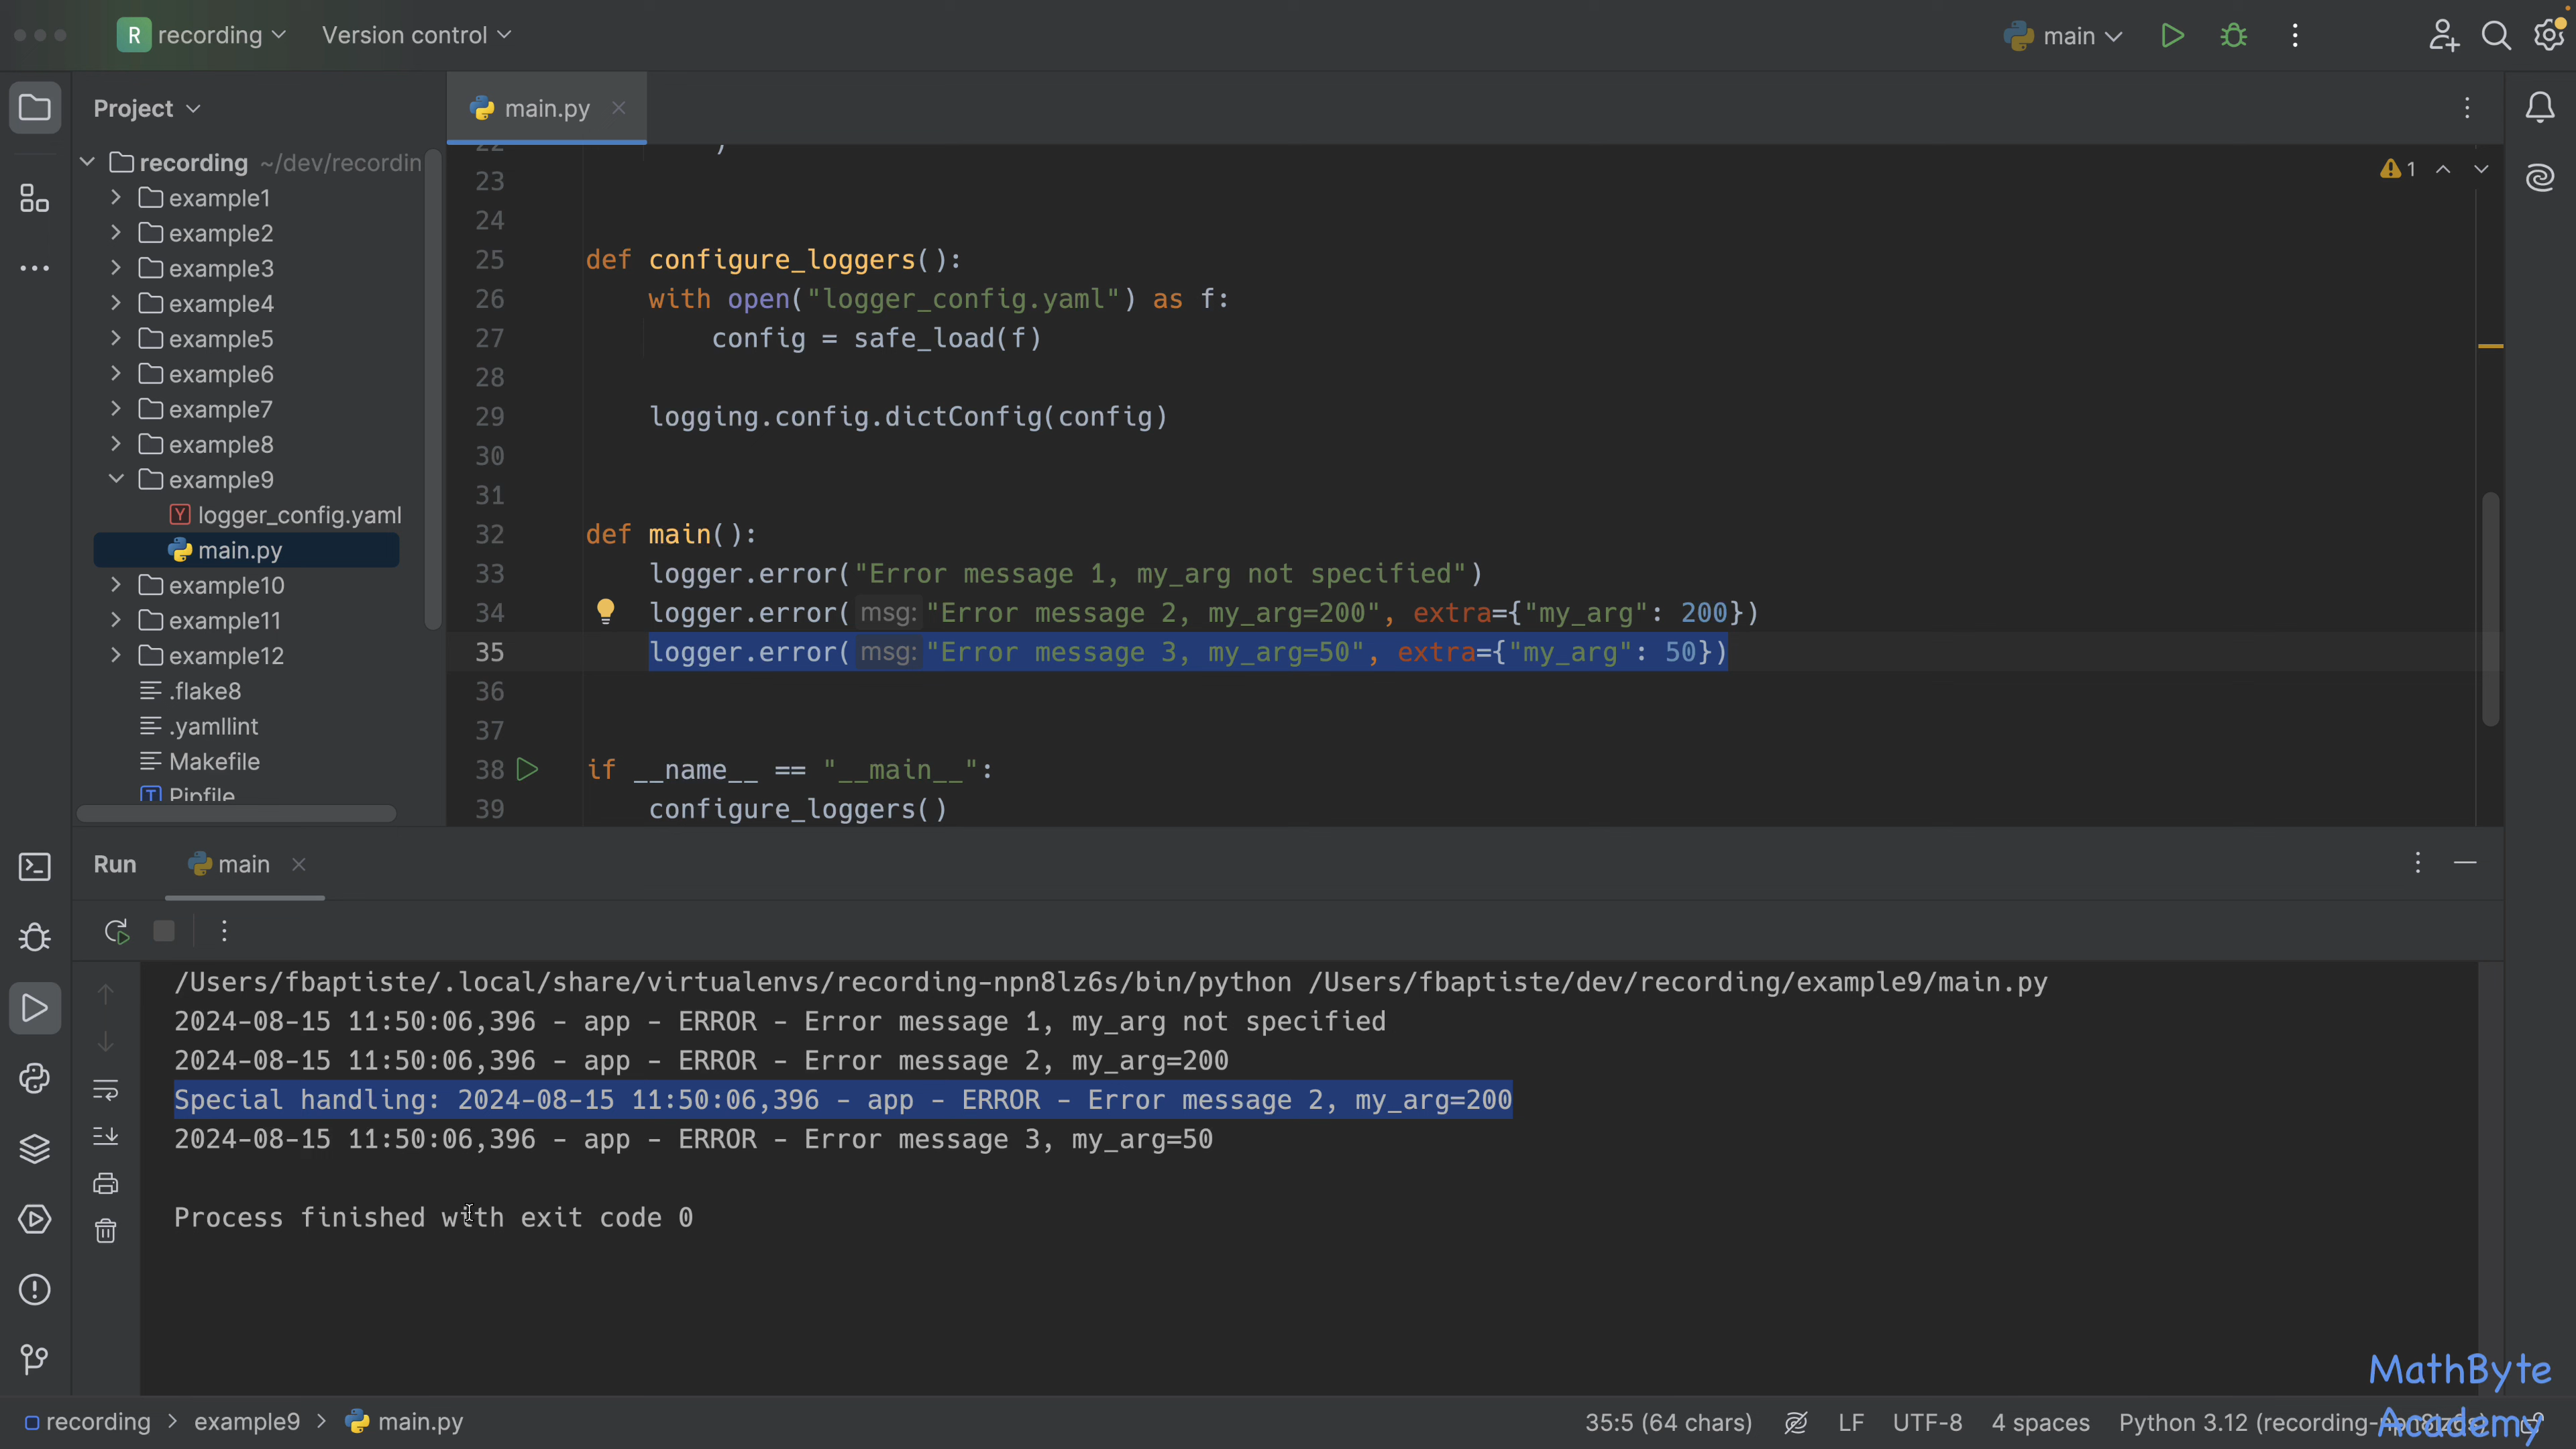 R recording Version control main
Project
main.py
recording ~/dev/recordin
example1
example2
example3
example4
example5
example6
example7
example8
example9
logger_config.yaml
main.py
example10
example11
example12
.flake8
.yamllint
Makefile
Pipfile
1
22 )
23
24
25 def configure_loggers():
26 with open("logger_config.yaml") as f:
27 config = safe_load(f)
28
29 logging.config.dictConfig(config)
30
31
32 def main():
33 logger.error("Error message 1, my_arg not specified")
34 logger.error( msg: "Error message 2, my_arg=200", extra={"my_arg": 200})
35 logger.error( msg: "Error message 3, my_arg=50", extra={"my_arg": 50})
36
37
38 if __name__ == "__main__":
39 configure_loggers()
Run main
/Users/fbaptiste/.local/share/virtualenvs/recording-npn8lz6s/bin/python /Users/fbaptiste/dev/recording/example9/main.py
2024-08-15 11:50:06,396 - app - ERROR - Error message 1, my_arg not specified
2024-08-15 11:50:06,396 - app - ERROR - Error message 2, my_arg=200
Special handling: 2024-08-15 11:50:06,396 - app - ERROR - Error message 2, my_arg=200
2024-08-15 11:50:06,396 - app - ERROR - Error message 3, my_arg=50
Process finished with exit code 0
MathByte
Academy
recording > example9 > main.py 35:5 (64 chars) LF UTF-8 4 spaces Python 3.12 (recording-npn8lz6s)